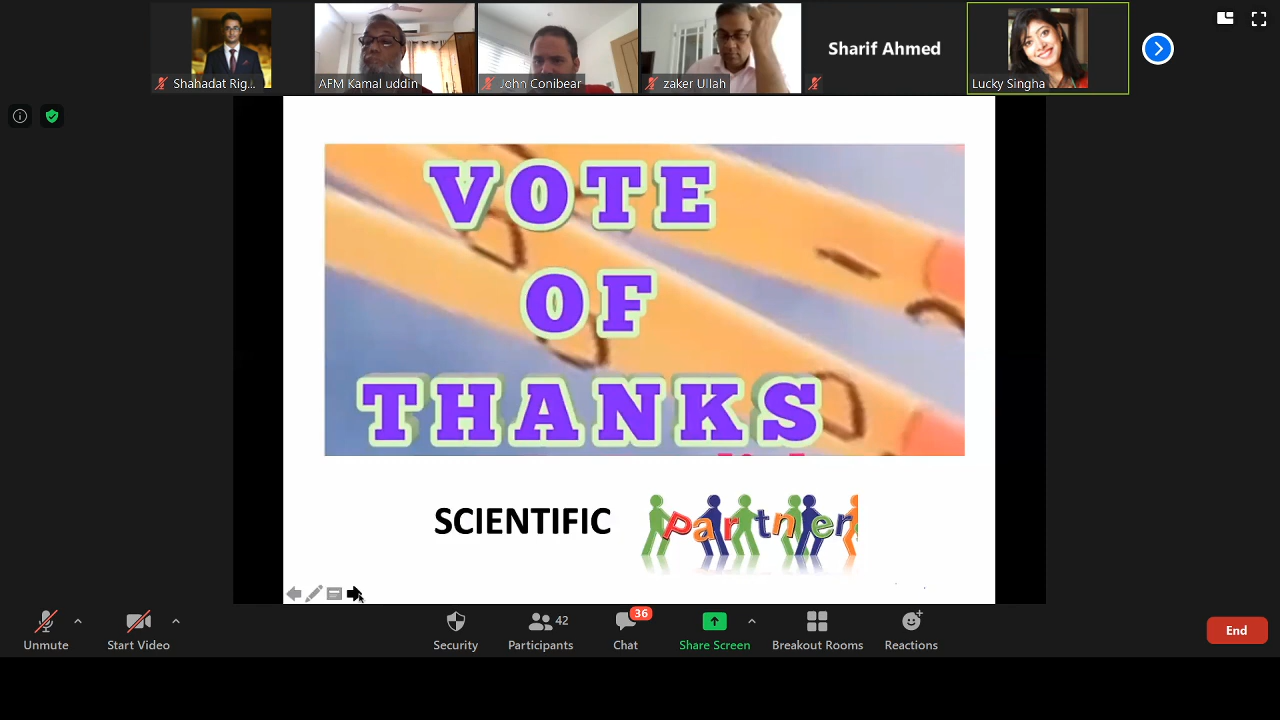 Shahadat Rig...
AFM Kamal uddin
John Conibear
zaker Ullah
Sharif Ahmed
Lucky Singha
VOTE
OF
THANKS
SCIENTIFIC Partner
Unmute
Start Video
Security
Participants 42
Chat 36
Share Screen
Breakout Rooms
Reactions
End